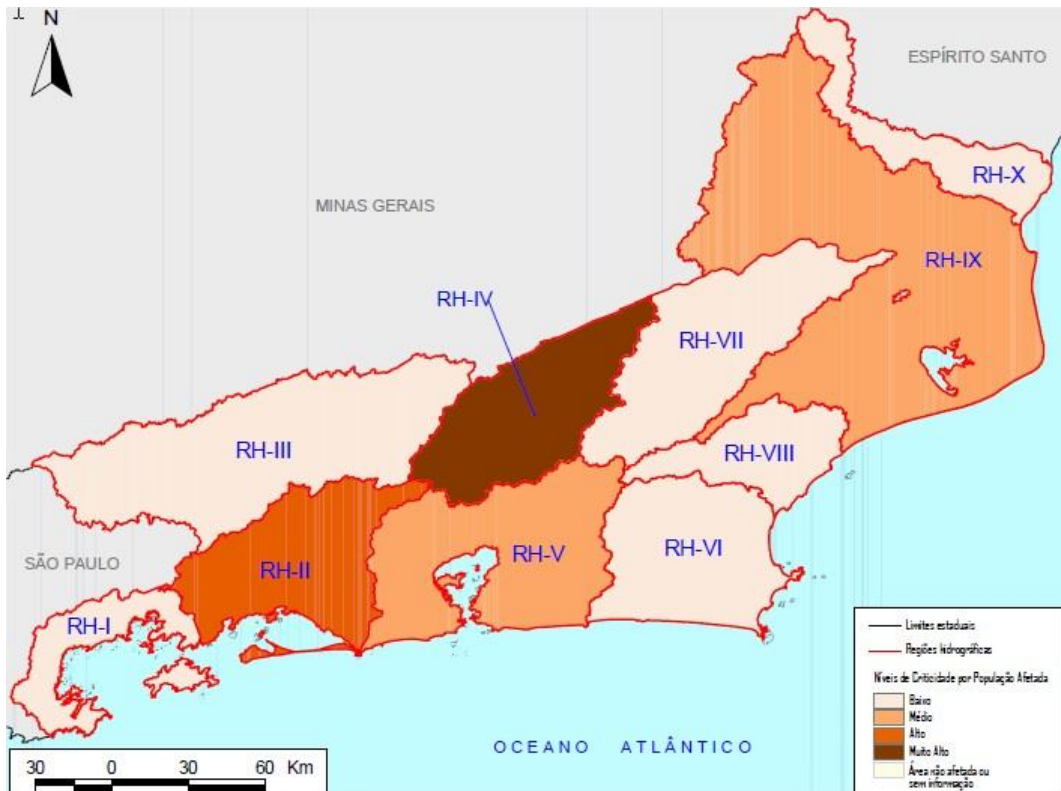 N
ESPÍRITO SANTO
RH-X
MINAS GERAIS
RH-IX
RH-IV
RH-VII
RH-III
RH-VIII
SÃO PAULO
RH-II
RH-V
RH-VI
RH-I
OCEANO ATLÂNTICO
30 0 30 60 Km
Limites estaduais
Regiões hidrográficas
Níveis de Criticidade por População Afetada
Baixo
Médio
Alto
Muito Alto
Área não afetada ou
sem informação